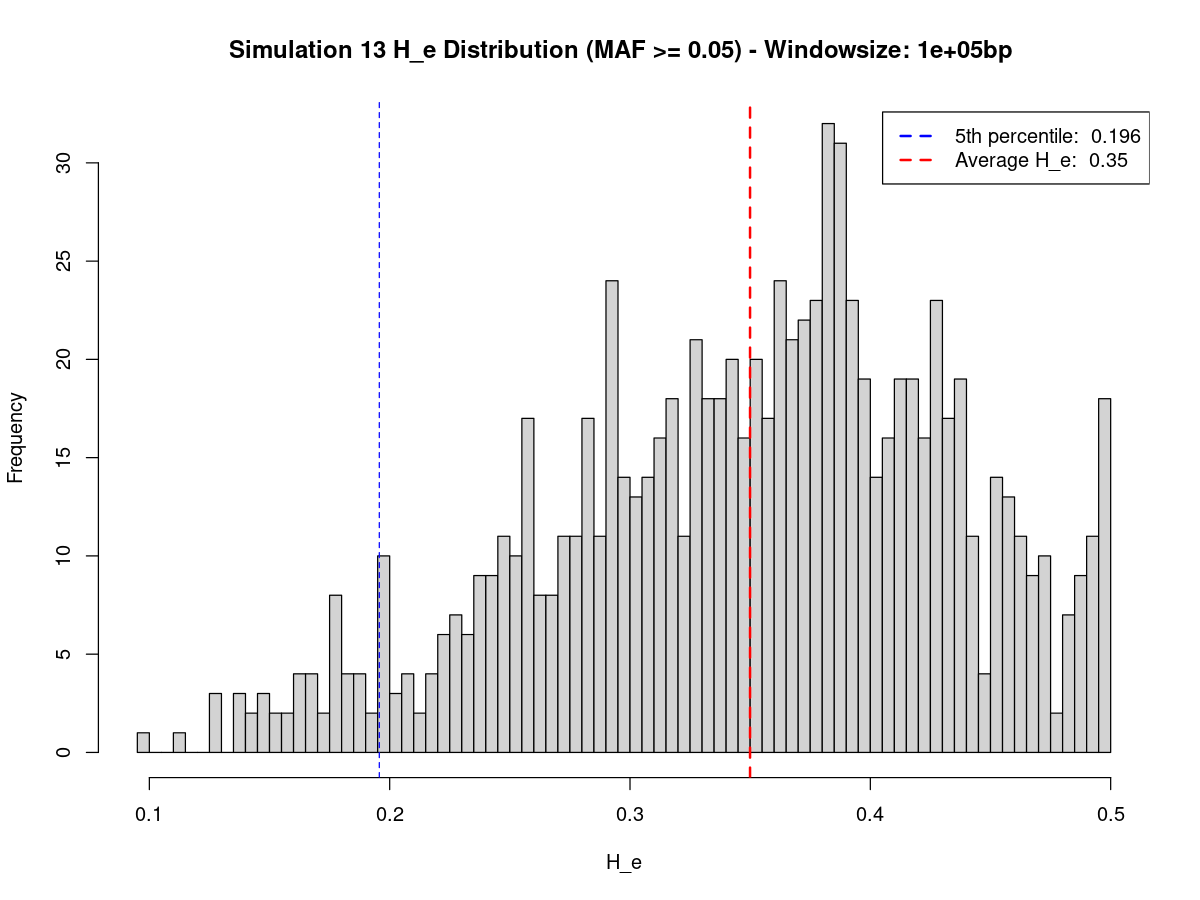 Simulation 13 H_e Distribution (MAF >= 0.05) - Windowsize: 1e+05bp
5th percentile:  0.196
Average H_e:  0.35
Frequency
30
25
20
15
10
5
0
0.1
0.2
0.3
0.4
0.5
H_e